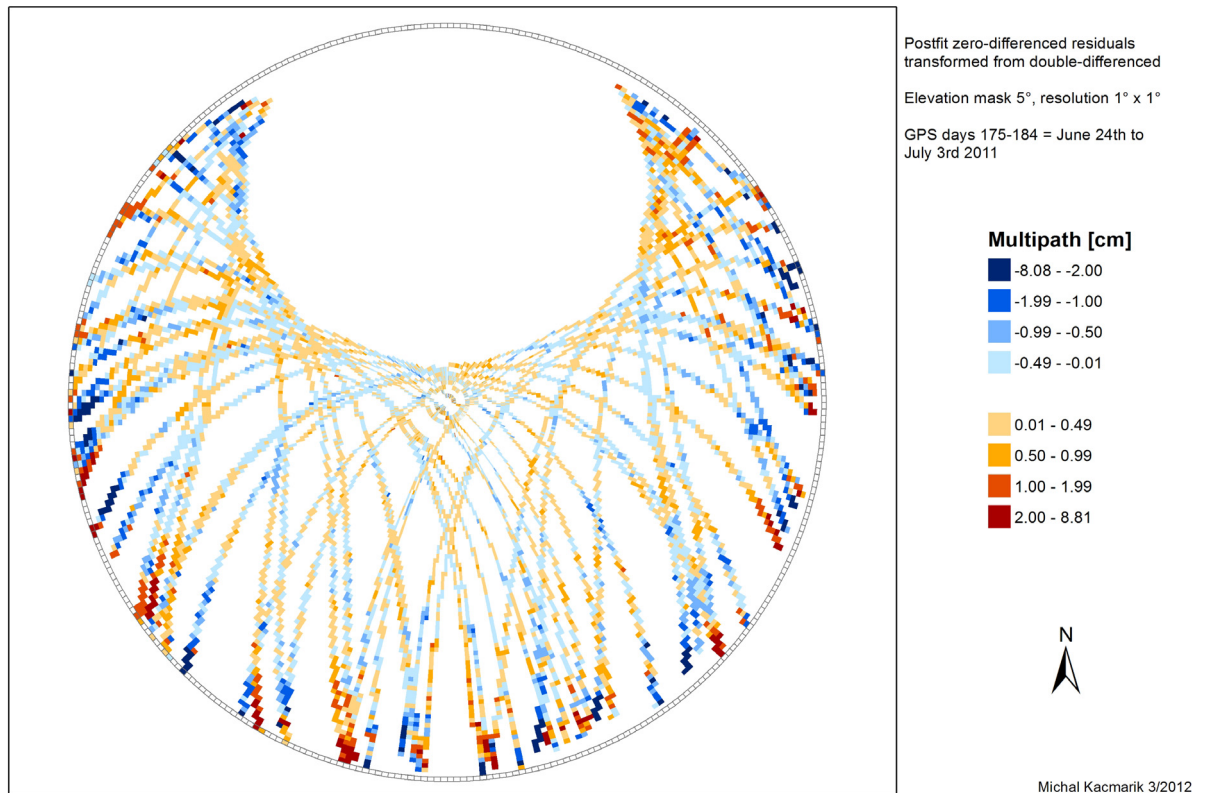 Postfit zero-differenced residuals
transformed from double-differenced
Elevation mask 5°, resolution 1° x 1°
GPS days 175-184 = June 24th to
July 3rd 2011
Multipath [cm]
-8.08 - -2.00
-1.99 - -1.00
-0.99 - -0.50
-0.49 - -0.01
0.01 - 0.49
0.50 - 0.99
1.00 - 1.99
2.00 - 8.81
N
Michal Kacmarik 3/2012